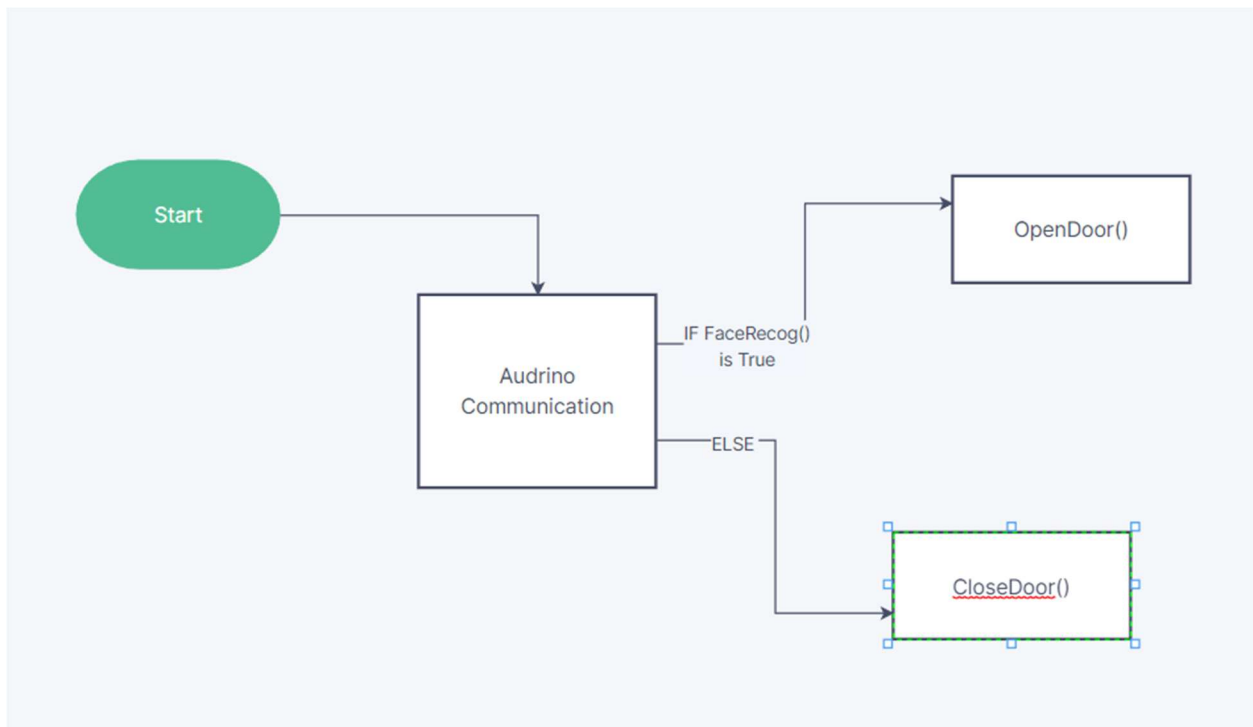 Start
OpenDoor()
IF FaceRecog()
is True
Audrino
Communication
ELSE
CloseDoor()